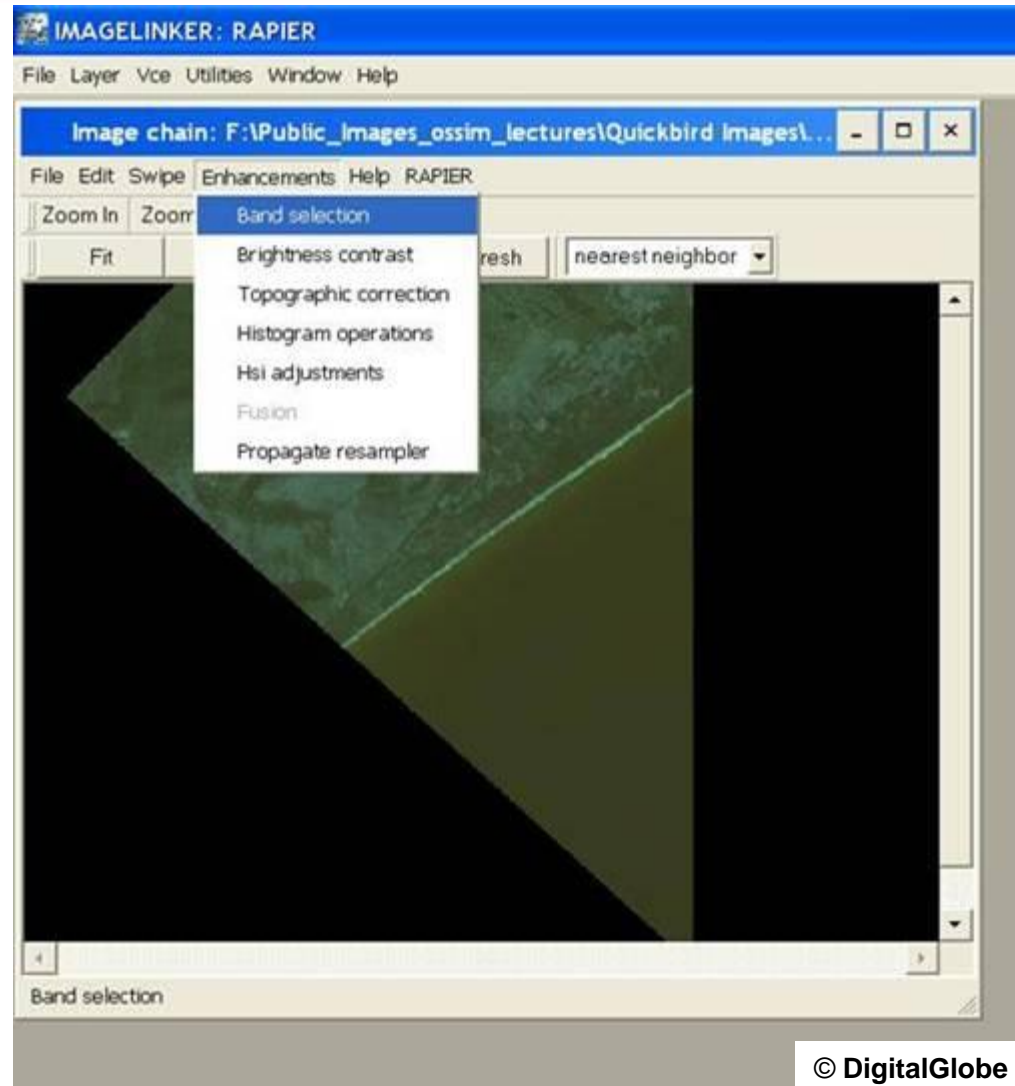 IMAGELINKER: RAPIER
File Layer Vce Utilities Window Help
Image chain: F:\Public_Images_ossim_lectures\Quickbird Images\...
File Edit Swipe Enhancements Help RAPIER
Zoom In Zoom
Band selection
Fit
Brightness contrast
resh
nearest neighbor
Topographic correction
Histogram operations
Hsi adjustments
Fusion
Propagate resampler
Band selection
© DigitalGlobe